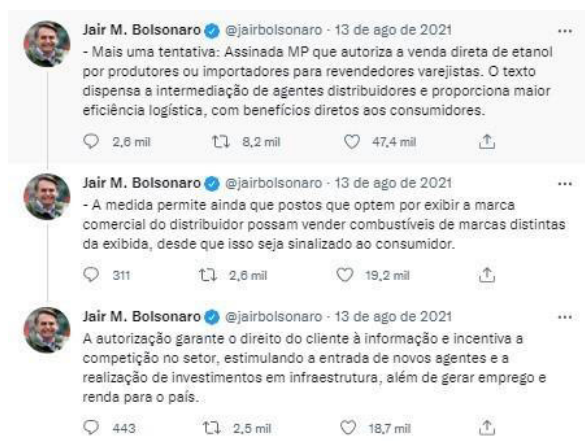 Jair M. Bolsonaro @jairbolsonaro · 13 de ago de 2021 ...
- Mais uma tentativa: Assinada MP que autoriza a venda direta de etanol
por produtores ou importadores para revendedores varejistas. O texto
dispensa a intermediação de agentes distribuidores e proporciona maior
eficiência logística, com benefícios diretos aos consumidores.
2,6 mil 8,2 mil 47,4 mil
Jair M. Bolsonaro @jairbolsonaro · 13 de ago de 2021 ...
- A medida permite ainda que postos que optem por exibir a marca
comercial do distribuidor possam vender combustíveis de marcas distintas
da exibida, desde que isso seja sinalizado ao consumidor.
311 2,6 mil 19,2 mil
Jair M. Bolsonaro @jairbolsonaro · 13 de ago de 2021 ...
A autorização garante o direito do cliente à informação e incentiva a
competição no setor, estimulando a entrada de novos agentes e a
realização de investimentos em infraestrutura, além de gerar emprego e
renda para o país.
443 2,5 mil 18,7 mil